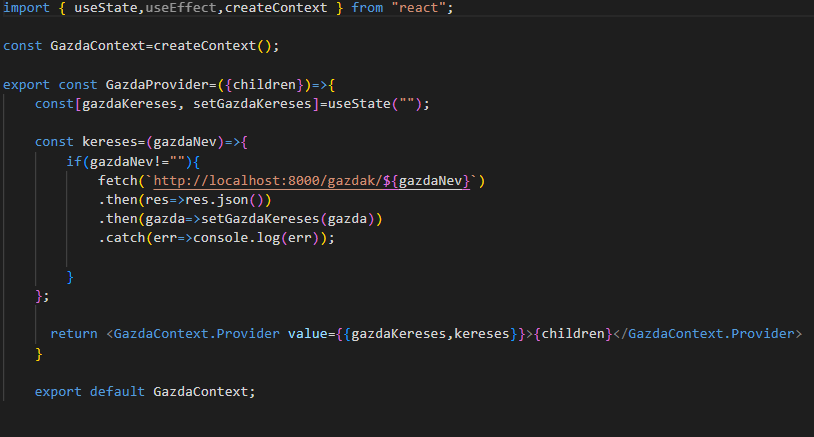 import { useState,useEffect,createContext } from "react";
const GazdaContext=createContext();
export const GazdaProvider=({children})=>{
const[gazdaKereses, setGazdaKereses]=useState("");
const kereses=(gazdaNev)=>{
if(gazdaNev!=""){
fetch(`http://localhost:8000/gazdak/${gazdaNev}`)
.then(res=>res.json())
.then(gazda=>setGazdaKereses(gazda))
.catch(err=>console.log(err));
}
};
return <GazdaContext.Provider value={{gazdaKereses,kereses}}>{children}</GazdaContext.Provider>
}
export default GazdaContext;